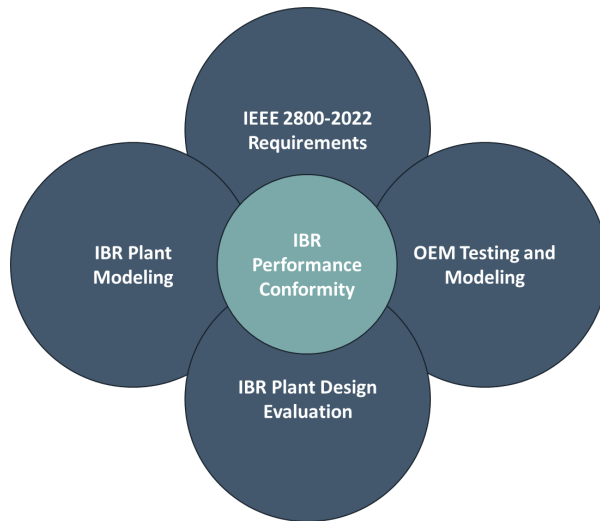 IEEE 2800-2022
Requirements
IBR Plant
Modeling
IBR
Performance
Conformity
OEM Testing and
Modeling
IBR Plant Design
Evaluation